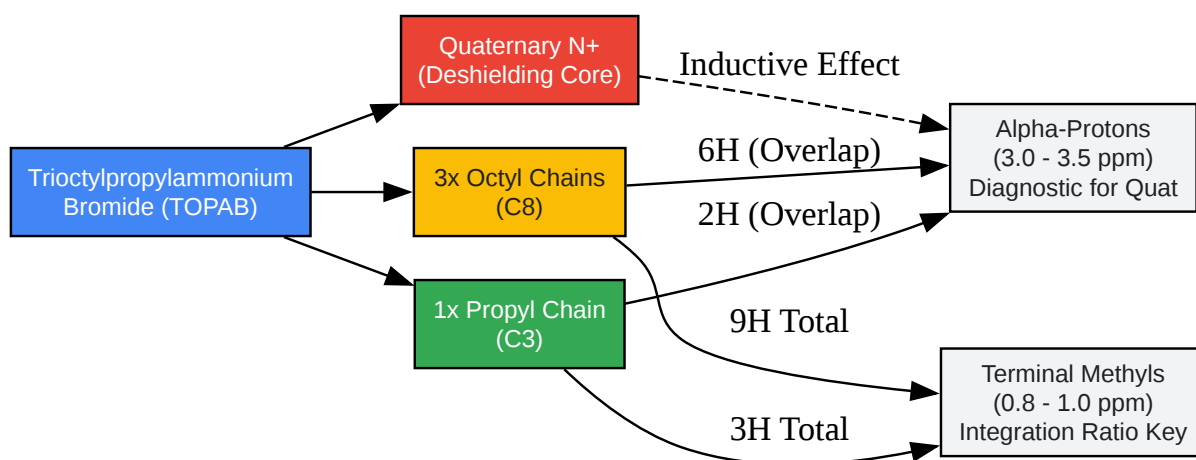 Quaternary N+
(Deshielding Core)
Inductive Effect
Alpha-Protons
(3.0 - 3.5 ppm)
Diagnostic for Quat
Trioctylpropylammonium
Bromide (TOPAB)
3x Octyl Chains
(C8)
6H (Overlap)
2H (Overlap)
1x Propyl Chain
(C3)
9H Total
3H Total
Terminal Methyls
(0.8 - 1.0 ppm)
Integration Ratio Key